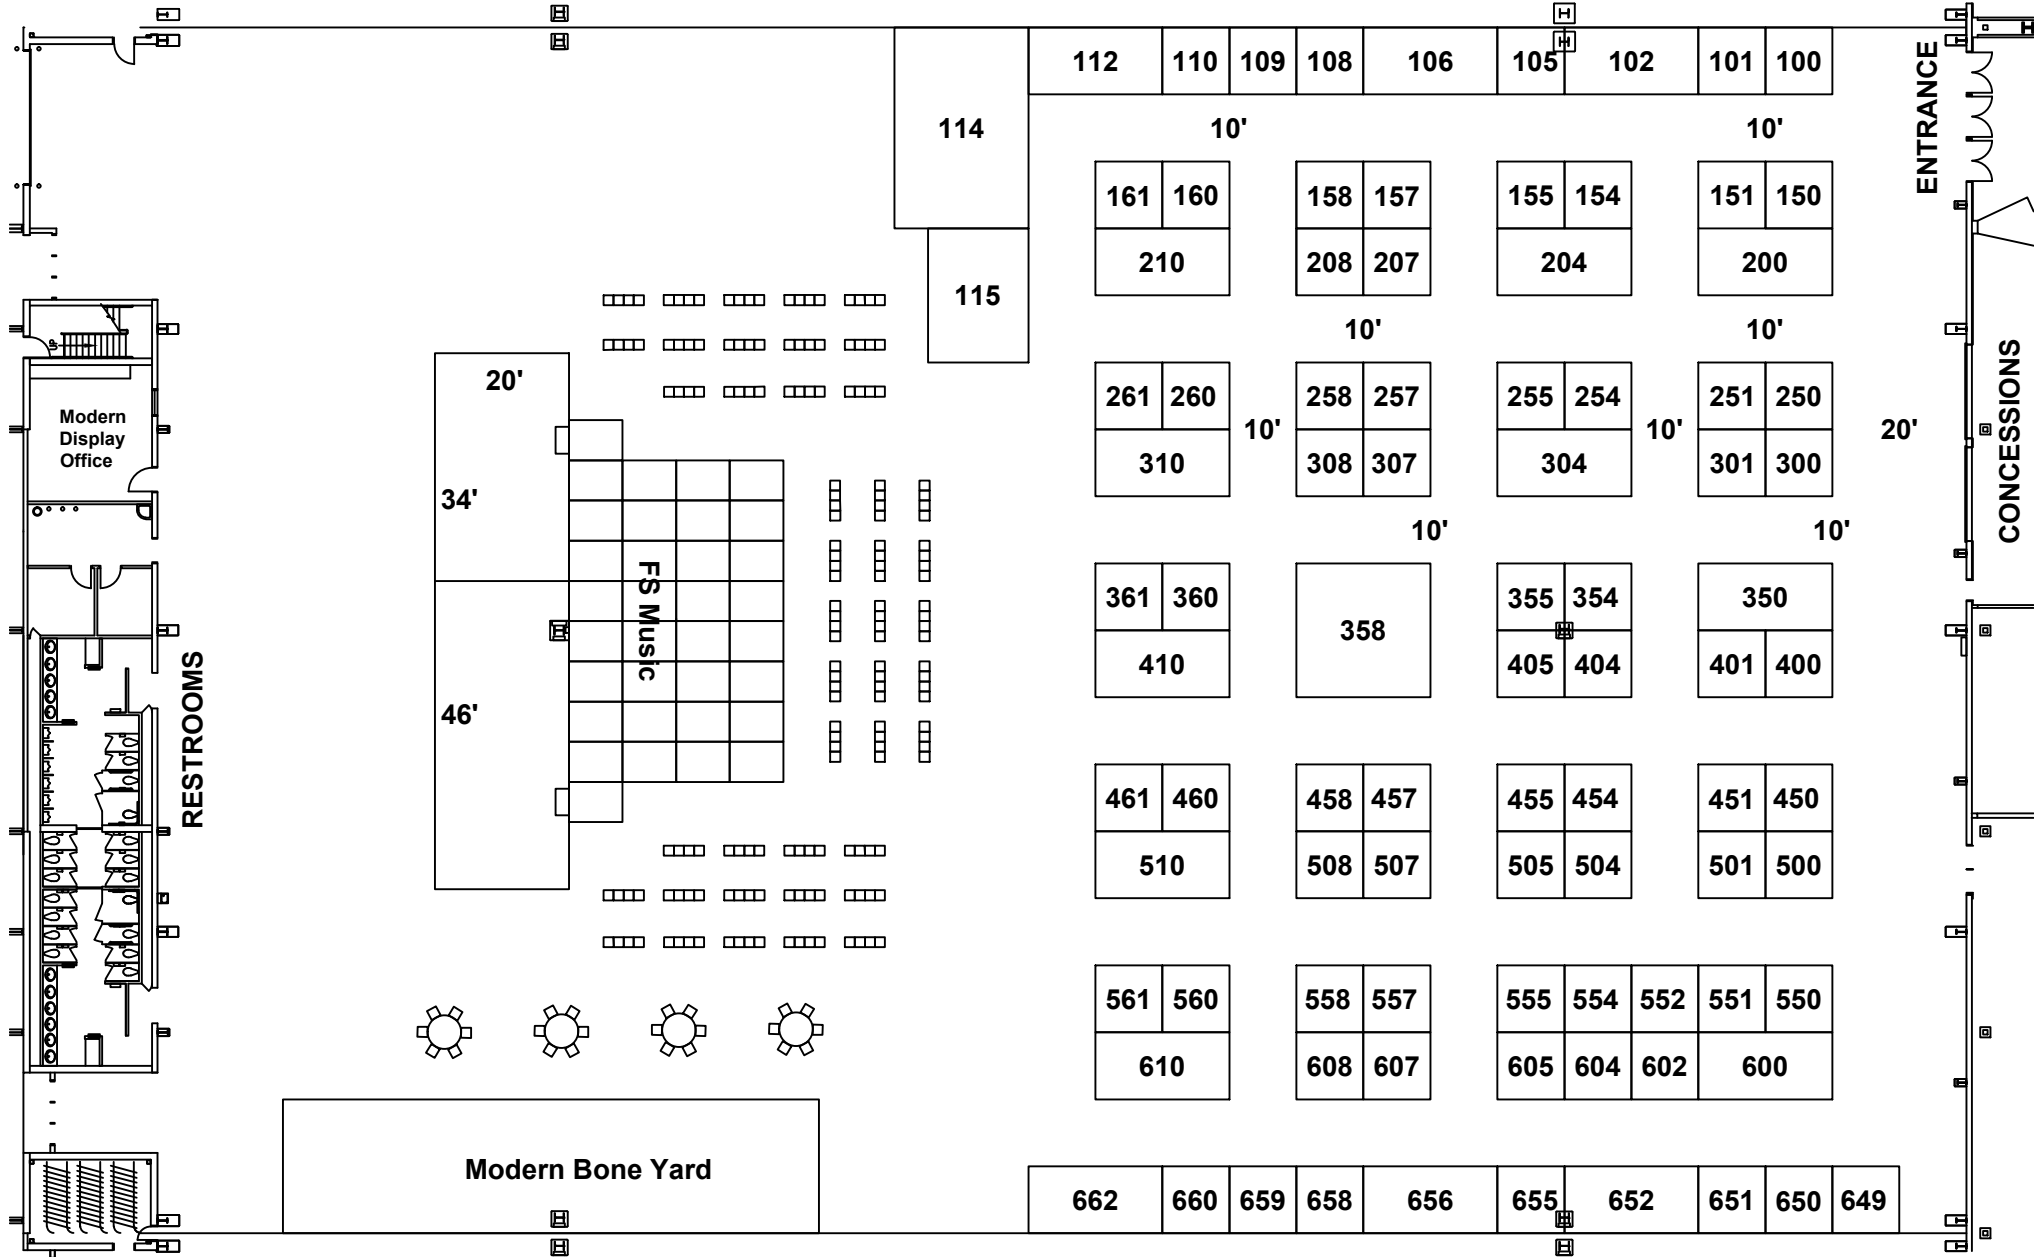 112 110 109 108 106 105 102 101 100
ENTRANCE
114
10' 10'
161 160 158 157 155 154 151 150
210 208 207 204 200
115
10' 10'
UP
20'
Modern
Display
Office
261 260 258 257 255 254 251 250
10' 10' 20'
310 308 307 304 301 300
CONCESSIONS
34'
10' 10'
FS Music
361 360 358 355 354 350
410 405 404 401 400
RESTROOMS
46'
461 460 458 457 455 454 451 450
510 508 507 505 504 501 500
561 560 558 557 555 554 552 551 550
610 608 607 605 604 602 600
Modern Bone Yard
662 660 659 658 656 655 652 651 650 649